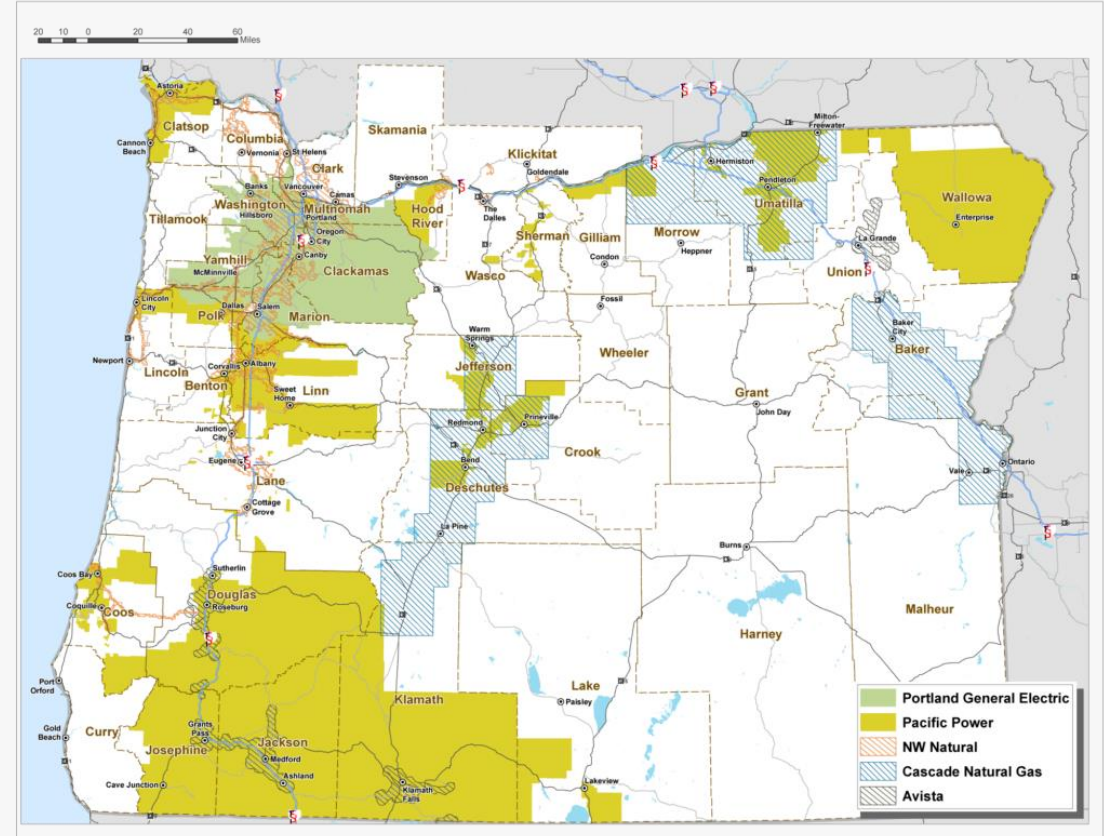 20 10 0 20 40 60
Miles
Astoria
Clatsop
Columbia
Cannon
Beach
Vernonia
St Helens
Clark
Skamania
Klickitat
Goldendale
Stevenson
Banks
Vancouver
Camas
Washington
Hillsboro
Multnomah
Portland
Tillamook
Oregon
City
Canby
Hood
River
The
Dalles
Sherman
Gilliam
Condon
Morrow
Heppner
Hermiston
Milton-
Freewater
Pendleton
Umatilla
Wallowa
Enterprise
La Grande
Union
Yamhill
McMinnville
Clackamas
Wasco
Lincoln
City
Dallas
Salem
Polk
Marion
Fossil
Warm
Springs
Wheeler
Baker
City
Baker
Newport
Corvallis
Albany
Jefferson
Lincoln
Benton
Sweet
Home
Linn
Grant
John Day
Redmond
Prineville
Junction
City
Crook
Eugene
Lane
Bend
Deschutes
Ontario
Vale
Cottage
Grove
La Pine
Burns
Sutherlin
Coos Bay
Douglas
Roseburg
Coquille
Coos
Malheur
Harney
Port
Orford
Klamath
Lake
Paisley
Gold
Beach
Curry
Grants
Pass
Josephine
Jackson
Medford
Ashland
Cave Junction
Klamath
Falls
Lakeview
Portland General Electric
Pacific Power
NW Natural
Cascade Natural Gas
Avista